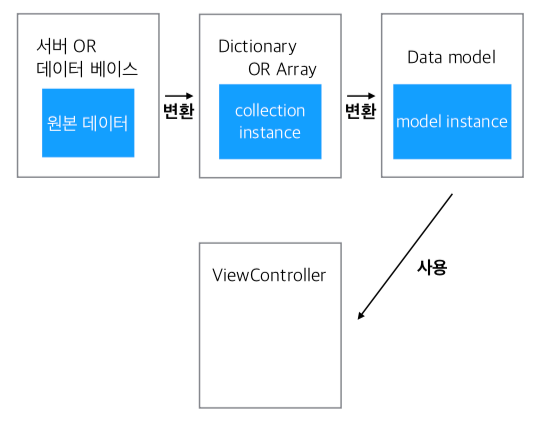 서버 OR
데이터 베이스
원본 데이터
변환
Dictionary
OR Array
collection
instance
변환
Data model
model instance
사용
ViewController